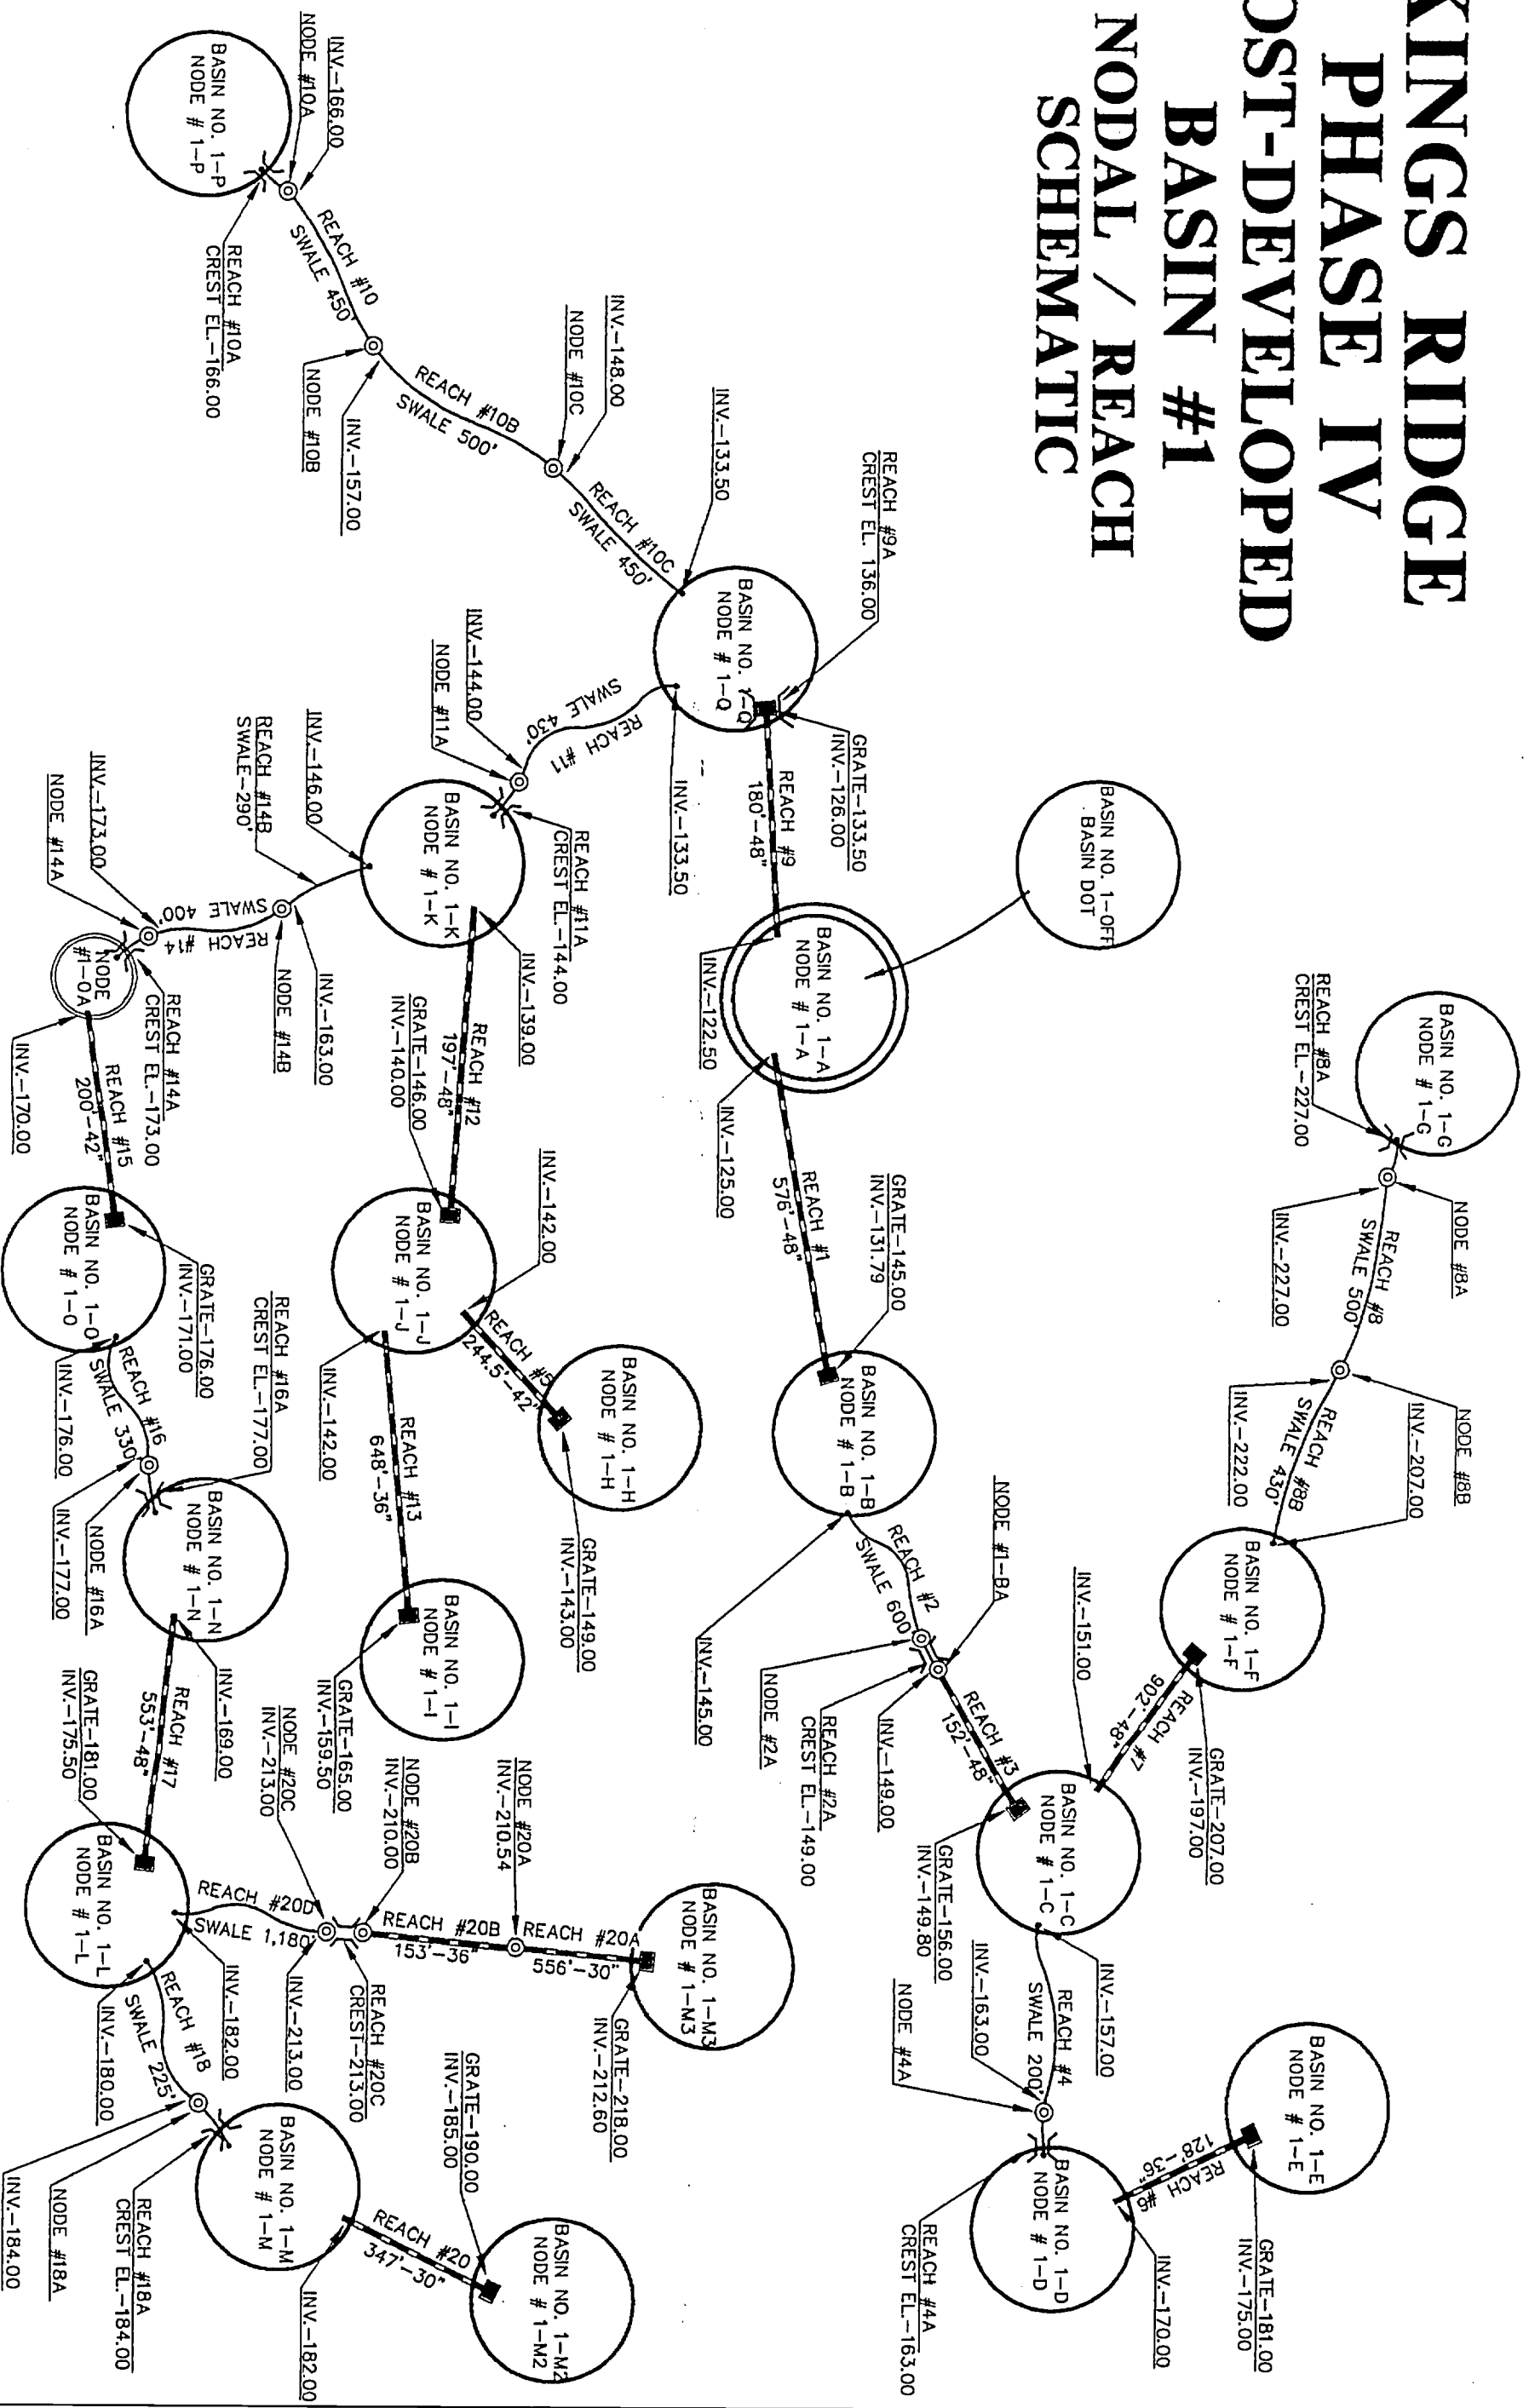 KINGS RIDGE
PHASE IV
OST-DEVELOPED
BASIN #1
NODAL / REACH
SCHEMATIC
BASIN NO. 1-G
NODE # 1-G
REACH #8A
CREST EL.-227.00
NODE #8A
INV.-227.00
REACH #8
SWALE 500'
NODE #8B
INV.-222.00
REACH #8B
SWALE 430'
INV.-207.00
BASIN NO. 1-F
NODE # 1-F
GRATE-207.00
INV.-197.00
REACH #7
902'-48"
INV.-151.00
BASIN NO. 1-E
NODE # 1-E
GRATE-181.00
INV.-175.00
REACH #6
128'-36"
INV.-170.00
BASIN NO. 1-D
NODE # 1-D
REACH #4A
CREST EL.-163.00
NODE #4A
INV.-163.00
REACH #4
SWALE 200'
INV.-157.00
BASIN NO. 1-C
NODE # 1-C
GRATE-156.00
INV.-149.80
REACH #3
152'-48"
NODE #1-BA
INV.-149.00
REACH #2A
CREST EL.-149.00
NODE #2A
REACH #2
SWALE 600'
INV.-145.00
BASIN NO. 1-B
NODE # 1-B
GRATE-145.00
INV.-131.79
REACH #1
576'-48"
INV.-125.00
BASIN NO. 1-OFF
BASIN DOT
BASIN NO. 1-A
NODE # 1-A
INV.-122.50
REACH #9
180'-48"
GRATE-133.50
INV.-126.00
REACH #9A
CREST EL. 136.00
BASIN NO. 1-Q
NODE # 1-Q
INV.-133.50
REACH #10C
SWALE 450'
INV.-148.00
NODE #10C
REACH #10B
SWALE 500'
INV.-157.00
NODE #10B
REACH #10
SWALE 450'
INV.-166.00
NODE #10A
REACH #10A
CREST EL.-166.00
BASIN NO. 1-P
NODE # 1-P
INV.-133.50
REACH #11
SWALE 430'
INV.-144.00
NODE #11A
REACH #11A
CREST EL.-144.00
BASIN NO. 1-K
NODE # 1-K
INV.-139.00
REACH #12
197'-48"
GRATE-146.00
INV.-140.00
BASIN NO. 1-J
NODE # 1-J
INV.-142.00
REACH #5
244.5'-42"
BASIN NO. 1-H
NODE # 1-H
GRATE-149.00
INV.-143.00
INV.-142.00
REACH #13
648'-36"
BASIN NO. 1-I
NODE # 1-I
GRATE-165.00
INV.-159.50
INV.-146.00
REACH #14B
SWALE-290'
INV.-163.00
NODE #14B
REACH #14
SWALE 400'
INV.-173.00
NODE #14A
REACH #14A
CREST EL.-173.00
NODE
#1-0A
INV.-170.00
REACH #15
200'-42"
BASIN NO. 1-O
NODE # 1-O
GRATE-176.00
INV.-171.00
INV.-176.00
REACH #16
SWALE 330'
INV.-177.00
NODE #16A
REACH #16A
CREST EL.-177.00
BASIN NO. 1-N
NODE # 1-N
INV.-169.00
REACH #17
553'-48"
GRATE-181.00
INV.-175.50
BASIN NO. 1-L
NODE # 1-L
INV.-182.00
REACH #20D
SWALE 1,180'
NODE #20C
INV.-213.00
INV.-213.00
REACH #20C
CREST-213.00
NODE #20B
INV.-210.00
REACH #20B
153'-36"
NODE #20A
INV.-210.54
REACH #20A
556'-30"
BASIN NO. 1-M3
NODE # 1-M3
GRATE-218.00
INV.-212.60
INV.-180.00
REACH #18
SWALE 225'
INV.-184.00
NODE #18A
REACH #18A
CREST EL.-184.00
BASIN NO. 1-M
NODE # 1-M
INV.-182.00
REACH #20
347'-30"
GRATE-190.00
INV.-185.00
BASIN NO. 1-M2
NODE # 1-M2